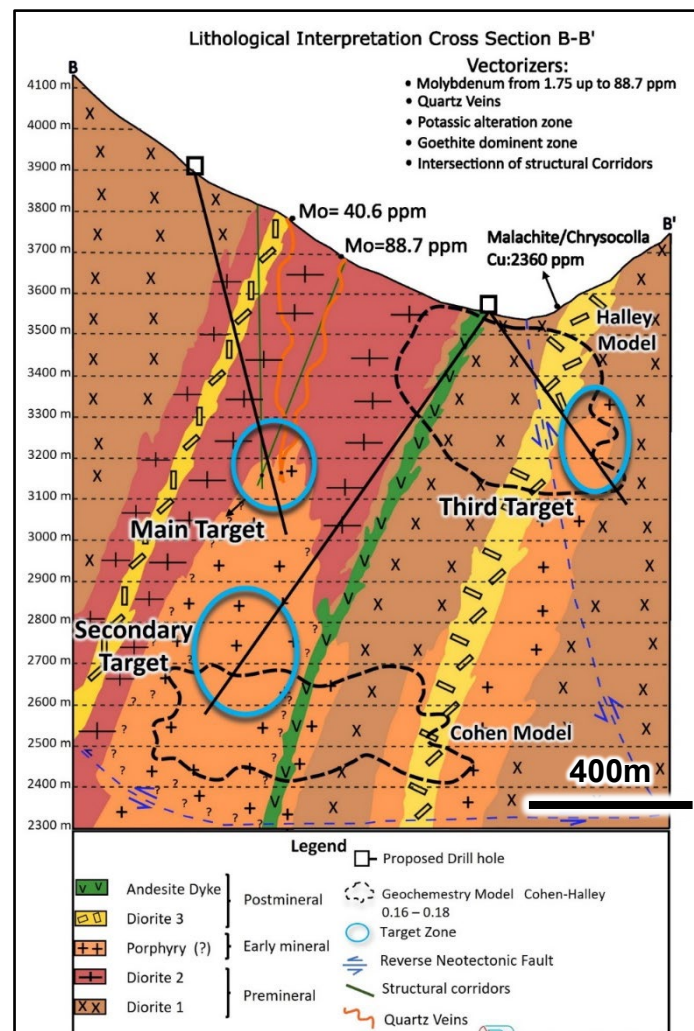 Lithological Interpretation Cross Section B-B'
Vectorizers:
• Molybdenum from 1.75 up to 88.7 ppm
• Quartz Veins
• Potassic alteration zone
• Goethite dominent zone
• Intersectionn of structural Corridors
B
B'
4100 m
4000 m
3900 m
3800 m
3700 m
3600 m
3500 m
3400 m
3300 m
3200 m
3100 m
3000 m
2900 m
2800 m
2700 m
2600 m
2500 m
2400 m
2300 m
Mo= 40.6 ppm
Mo=88.7 ppm
Malachite/Chrysocolla
Cu:2360 ppm
Halley
Model
Main Target
Third Target
Secondary
Target
Cohen Model
400m
Legend
Andesite Dyke
Diorite 3
Postmineral
Porphyry (?)
Early mineral
Diorite 2
Diorite 1
Premineral
Proposed Drill hole
Geochemestry Model Cohen-Halley
0.16 – 0.18
Target Zone
Reverse Neotectonic Fault
Structural corridors
Quartz Veins